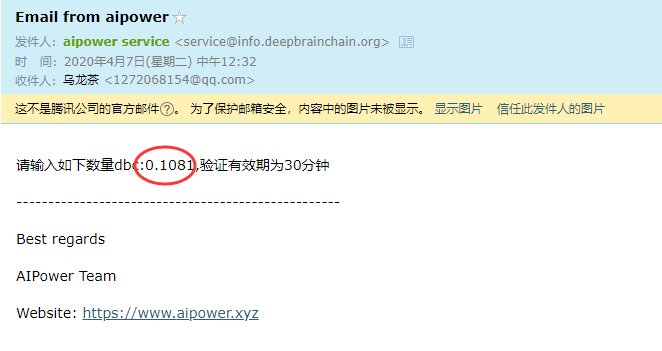 Email from aipower
发件人：aipower service <service@info.deepbrainchain.org>
时　间：2020年4月7日(星期二) 中午12:32
收件人：乌龙茶 <1272068154@qq.com>
这不是腾讯公司的官方邮件?。 为了保护邮箱安全，内容中的图片未被显示。 显示图片 信任此发件人的图片
请输入如下数量dbc:0.1081,验证有效期为30分钟
---------------------------------------------------
Best regards
AIPower Team
Website: https://www.aipower.xyz